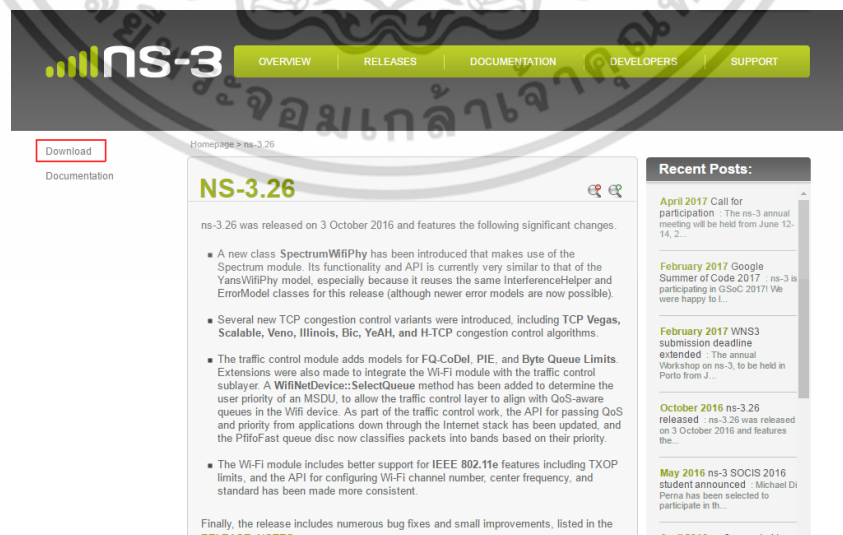 ns-3
OVERVIEW
RELEASES
DOCUMENTATION
DEVELOPERS
SUPPORT
พระจอมเกล้าเจ้าคุณ
Download
Documentation
Homepage > ns-3.26
NS-3.26
ns-3.26 was released on 3 October 2016 and features the following significant changes.
A new class SpectrumWifiPhy has been introduced that makes use of the
Spectrum module. Its functionality and API is currently very similar to that of the
YansWifiPhy model, especially because it reuses the same InterferenceHelper and
ErrorModel classes for this release (although newer error models are now possible).
Several new TCP congestion control variants were introduced, including TCP Vegas,
Scalable, Veno, Illinois, Bic, YeAH, and H-TCP congestion control algorithms.
The traffic control module adds models for FQ-CoDel, PIE, and Byte Queue Limits.
Extensions were also made to integrate the Wi-Fi module with the traffic control
sublayer. A WifiNetDevice::SelectQueue method has been added to determine the
user priority of an MSDU, to allow the traffic control layer to align with QoS-aware
queues in the Wifi device. As part of the traffic control work, the API for passing QoS
and priority from applications down through the Internet stack has been updated, and
the PfifoFast queue disc now classifies packets into bands based on their priority.
The Wi-Fi module includes better support for IEEE 802.11e features including TXOP
limits, and the API for configuring Wi-Fi channel number, center frequency, and
standard has been made more consistent.
Finally, the release includes numerous bug fixes and small improvements, listed in the
RELEASE_NOTES
Recent Posts:
April 2017 Call for
participation : The ns-3 annual
meeting will be held from June 12-
14, 2...
February 2017 Google
Summer of Code 2017 : ns-3 is
participating in GSoC 2017! We
were happy to l...
February 2017 WNS3
submission deadline
extended : The annual
Workshop on ns-3, to be held in
Porto from J...
October 2016 ns-3.26
released : ns-3.26 was released
on 3 October 2016 and features
the...
May 2016 ns-3 SOCIS 2016
student announced : Michael Di
Perna has been selected to
participate in th...